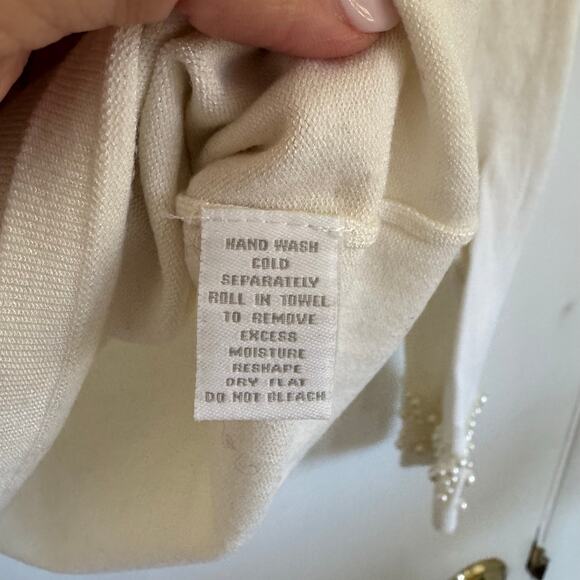 HAND WASH
COLD
SEPARATELY
ROLL IN TOWEL
TO REMOVE
EXCESS
MOISTURE
RESHAPE
DRY FLAT
DO NOT BLEACH